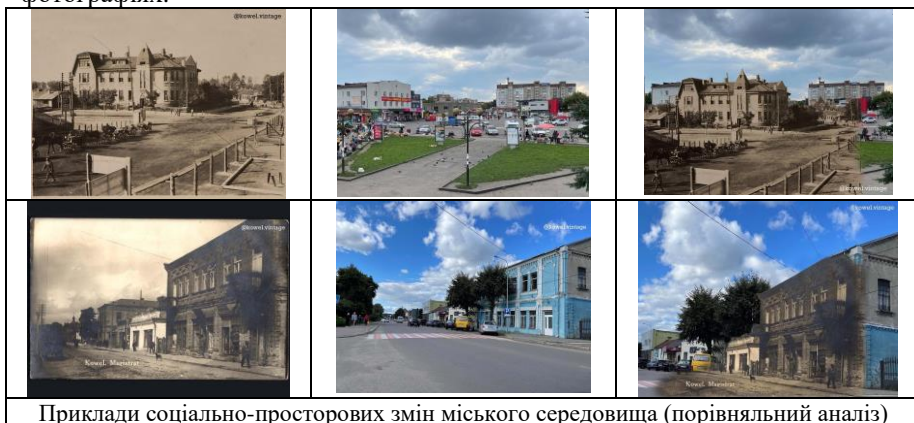 фотографіях.
@kowel.vintage
@kowel.vintage
@kowel.vintage
Kowel. Magistrat
@kowel.vintage
@kowel.vintage
Kowel. Magistrat
Приклади соціально-просторових змін міського середовища (порівняльний аналіз)